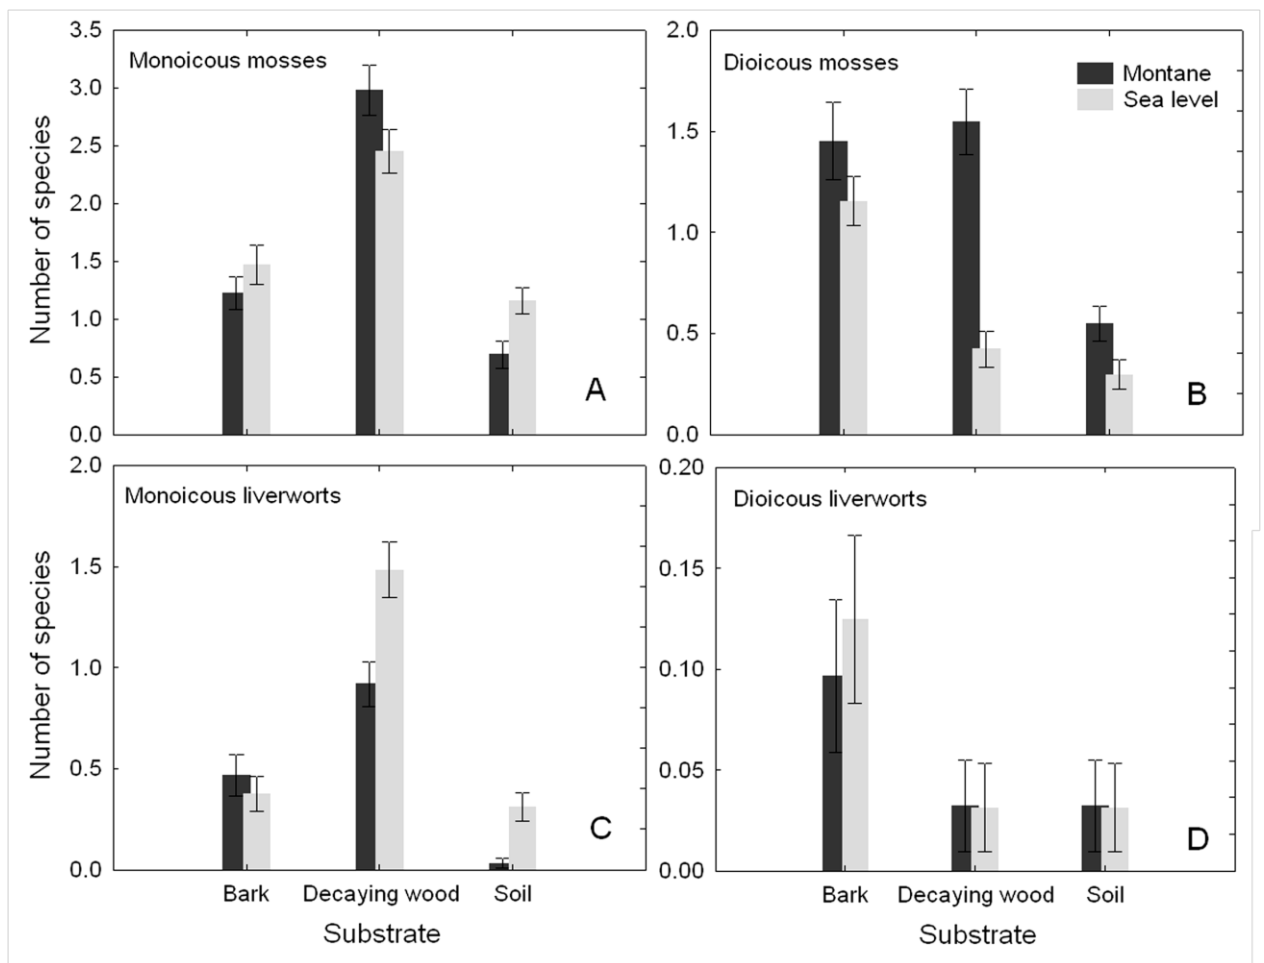 Monoicous mosses
Number of species
3.5
3.0
2.5
2.0
1.5
1.0
0.5
0.0
A
Dioicous mosses
Montane
Sea level
2.0
1.5
1.0
0.5
0.0
B
Monoicous liverworts
Number of species
2.0
1.5
1.0
0.5
0.0
C
Bark Decaying wood Soil
Substrate
Dioicous liverworts
0.20
0.15
0.10
0.05
0.00
D
Bark Decaying wood Soil
Substrate